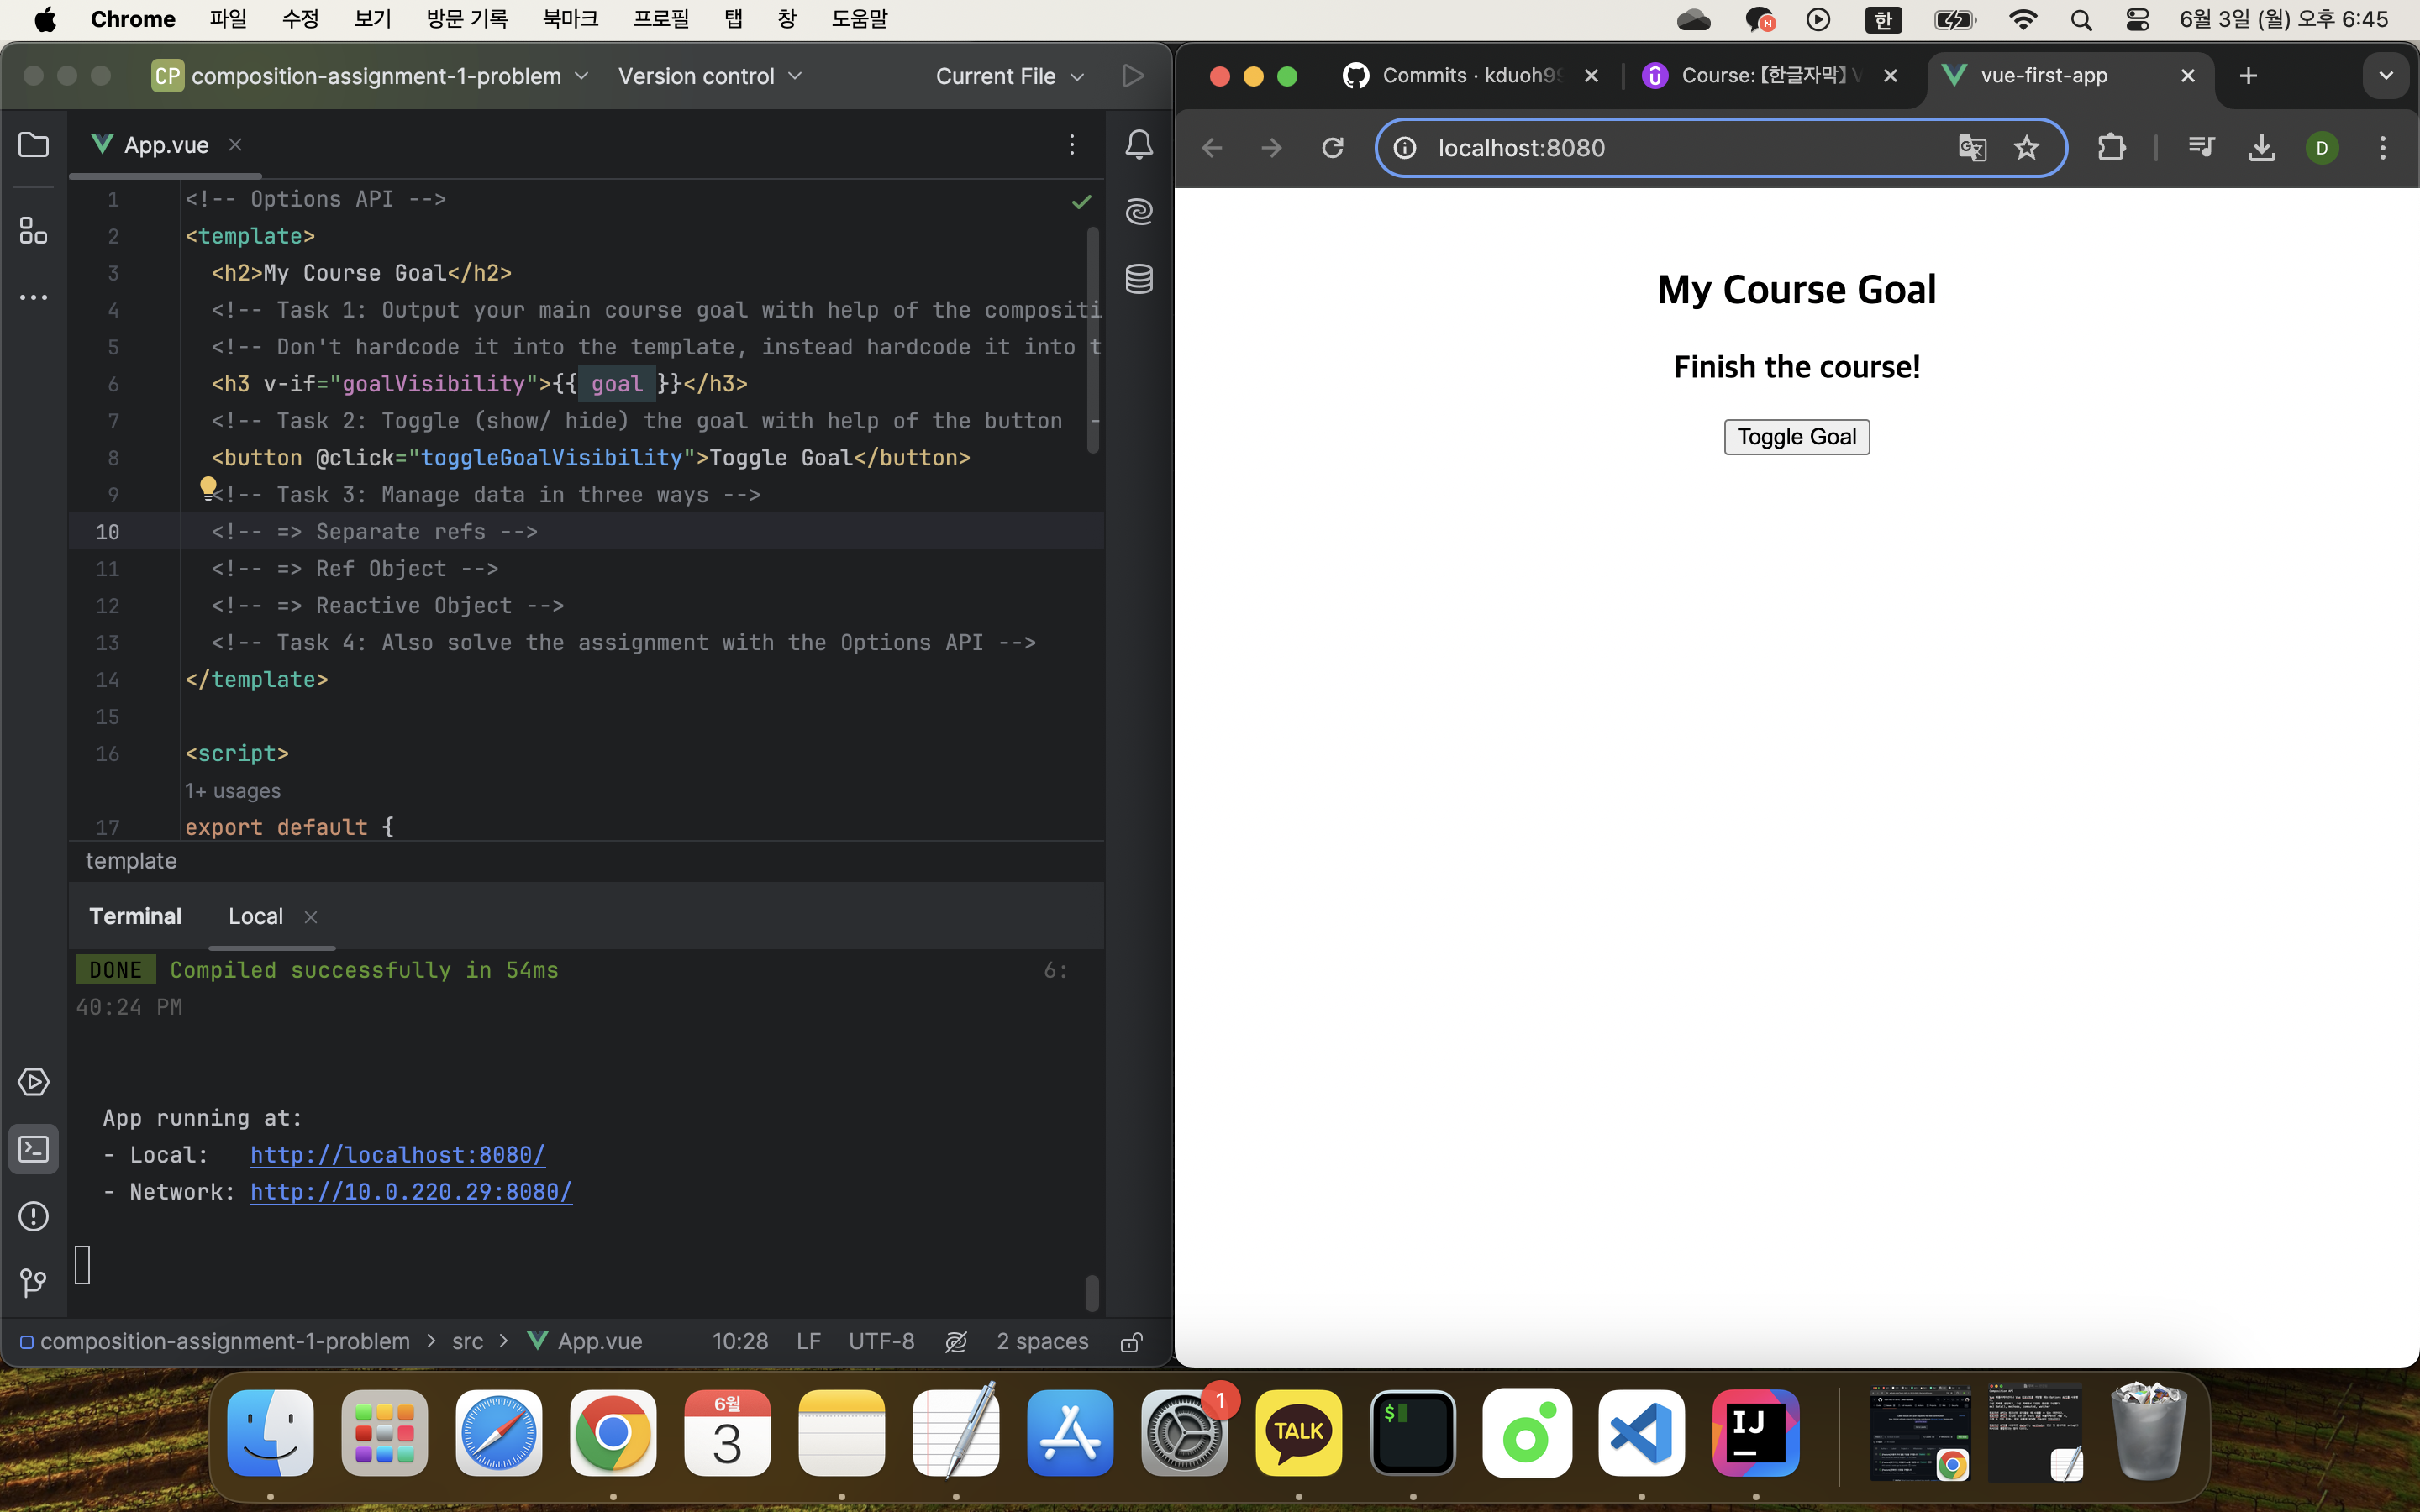 Chrome 파일 수정 보기 방문 기록 북마크 프로필 탭 창 도움말 한 6월 3일 (월) 오후 6:45
CP composition-assignment-1-problem Version control Current File
App.vue
1 <!-- Options API -->
2 <template>
3 <h2>My Course Goal</h2>
4 <!-- Task 1: Output your main course goal with help of the compositi
5 <!-- Don't hardcode it into the template, instead hardcode it into t
6 <h3 v-if="goalVisibility">{{ goal }}</h3>
7 <!-- Task 2: Toggle (show/ hide) the goal with help of the button -
8 <button @click="toggleGoalVisibility">Toggle Goal</button>
9 <!-- Task 3: Manage data in three ways -->
10 <!-- => Separate refs -->
11 <!-- => Ref Object -->
12 <!-- => Reactive Object -->
13 <!-- Task 4: Also solve the assignment with the Options API -->
14 </template>
15
16 <script>
1+ usages
17 export default {
template
Terminal Local
DONE Compiled successfully in 54ms 6:
40:24 PM
App running at:
- Local: http://localhost:8080/
- Network: http://10.0.220.29:8080/
composition-assignment-1-problem > src > App.vue 10:28 LF UTF-8 2 spaces
Commits · kduoh99 Course:【한글자막】V vue-first-app
localhost:8080 D
My Course Goal
Finish the course!
Toggle Goal
6월
3
1
TALK
$
IJ